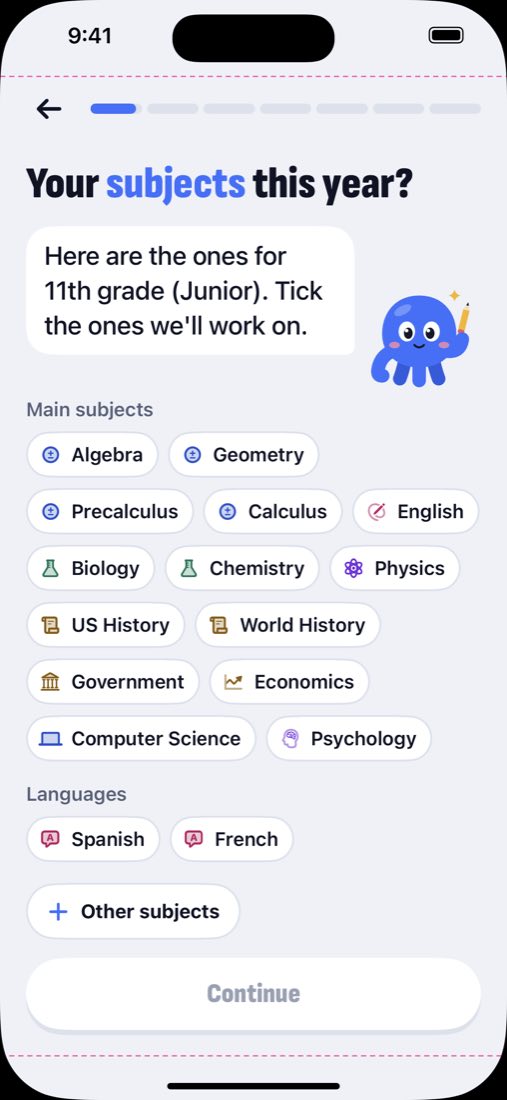 9:41
Your subjects this year?
Here are the ones for
11th grade (Junior). Tick
the ones we'll work on.
Main subjects
Algebra
Geometry
Precalculus
Calculus
English
Biology
Chemistry
Physics
US History
World History
Government
Economics
Computer Science
Psychology
Languages
A Spanish
A French
+ Other subjects
Continue